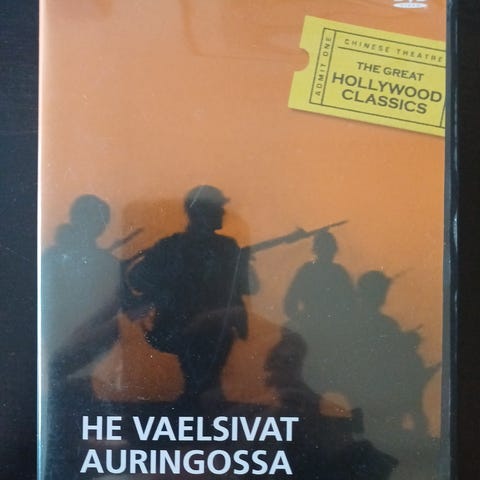 ADMIT ONE
CHINESE THEATRE
THE GREAT
HOLLYWOOD
CLASSICS
HE VAELSIVAT
AURINGOSSA